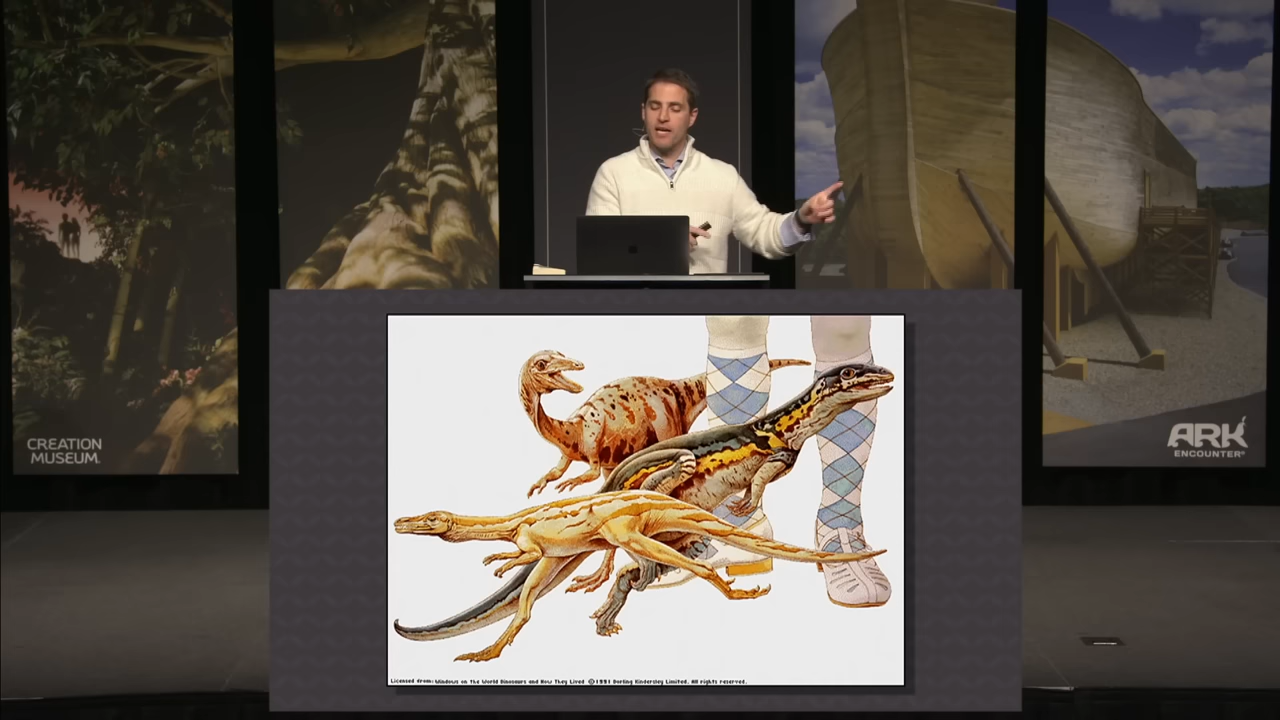 CREATION
MUSEUM
ARK
ENCOUNTER
Licensed from: Windows on the World Dinosaurs and How They Lived ©1991 Dorling Kindersley Limited. All rights reserved.